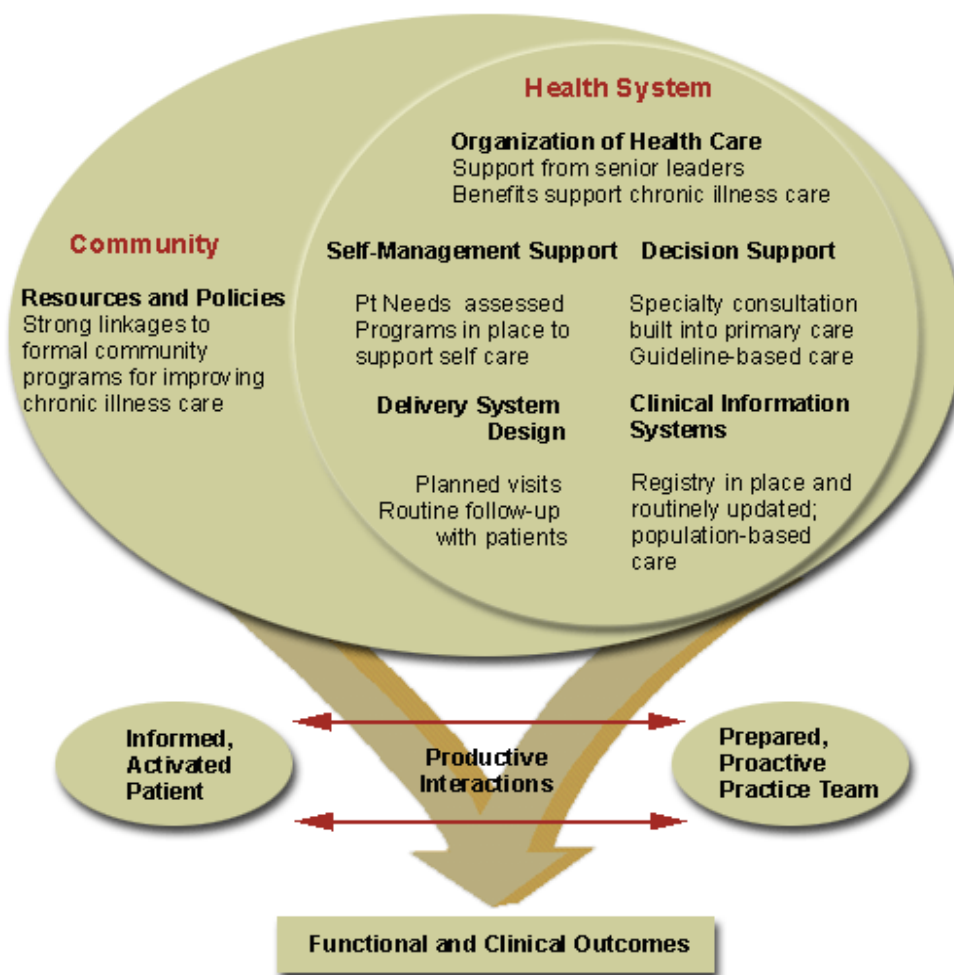 Health System
Organization of Health Care
Support from senior leaders
Benefits support chronic illness care
Community
Resources and Policies
Strong linkages to
formal community
programs for improving
chronic illness care
Self-Management Support
Pt Needs assessed
Programs in place to
support self care
Decision Support
Specialty consultation
built into primary care
Guideline-based care
Delivery System
Design
Planned visits
Routine follow-up
with patients
Clinical Information
Systems
Registry in place and
routinely updated;
population-based
care
Informed,
Activated
Patient
Productive
Interactions
Prepared,
Proactive
Practice Team
Functional and Clinical Outcomes